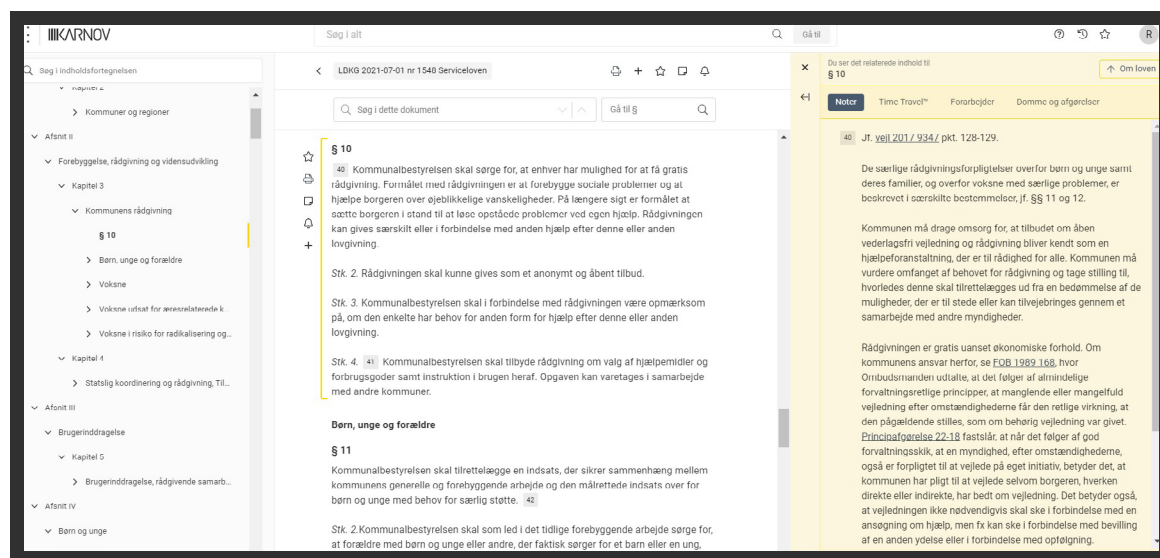 KARNOV
Søg i alt
Gå til
R
Søg i indholdsfortegnelsen
Kapitel 2
Kommuner og regioner
Afsnit II
Forebyggelse, rådgivning og vidensudvikling
Kapitel 3
Kommunens rådgivning
§ 10
Børn, unge og forældre
Voksne
Voksne udsat for æresrelaterede k...
Voksne i risiko for radikalisering og...
Kapitel 4
Statslig koordinering og rådgivning, Til...
Afsnit III
Brugerinddragelse
Kapitel 5
Brugerinddragelse, rådgivende samarb...
Afsnit IV
Børn og unge
LBKG 2021-07-01 nr 1548 Serviceloven
Søg i dette dokument
Gå til §
§ 10
40 Kommunalbestyrelsen skal sørge for, at enhver har mulighed for at få gratis
rådgivning. Formålet med rådgivningen er at forebygge sociale problemer og at
hjælpe borgeren over øjeblikkelige vanskeligheder. På længere sigt er formålet at
sætte borgeren i stand til at løse opståede problemer ved egen hjælp. Rådgivningen
kan gives særskilt eller i forbindelse med anden hjælp efter denne eller anden
lovgivning.
Stk. 2. Rådgivningen skal kunne gives som et anonymt og åbent tilbud.
Stk. 3. Kommunalbestyrelsen skal i forbindelse med rådgivningen være opmærksom
på, om den enkelte har behov for anden form for hjælp efter denne eller anden
lovgivning.
Stk. 4. 41 Kommunalbestyrelsen skal tilbyde rådgivning om valg af hjælpemidler og
forbrugsgoder samt instruktion i brugen heraf. Opgaven kan varetages i samarbejde
med andre kommuner.
Børn, unge og forældre
§ 11
Kommunalbestyrelsen skal tilrettelægge en indsats, der sikrer sammenhæng mellem
kommunens generelle og forebyggende arbejde og den målrettede indsats over for
børn og unge med behov for særlig støtte. 42
Stk. 2.Kommunalbestyrelsen skal som led i det tidlige forebyggende arbejde sørge for,
at forældre med børn og unge eller andre, der faktisk sørger for et barn eller en ung,
Du ser det relaterede indhold til
§ 10
Om loven
Noter
Time Travel™
Forarbejder
Domme og afgørelser
40 Jf. vejl 2017 9347 pkt. 128-129.
De særlige rådgivningsforpligtelser overfor børn og unge samt
deres familier, og overfor voksne med særlige problemer, er
beskrevet i særskilte bestemmelser, jf. §§ 11 og 12.
Kommunen må drage omsorg for, at tilbudet om åben
vederlagsfri vejledning og rådgivning bliver kendt som en
hjælpeforanstaltning, der er til rådighed for alle. Kommunen må
vurdere omfanget af behovet for rådgivning og tage stilling til,
hvorledes denne skal tilrettelægges ud fra en bedømmelse af de
muligheder, der er til stede eller kan tilvejebringes gennem et
samarbejde med andre myndigheder.
Rådgivningen er gratis uanset økonomiske forhold. Om
kommunens ansvar herfor, se FOB 1989 168, hvor
Ombudsmanden udtalte, at det følger af almindelige
forvaltningsretlige principper, at manglende eller mangelfuld
vejledning efter omstændighederne får den retlige virkning, at
den pågældende stilles, som om behørig vejledning var givet.
Principafgørelse 22-18 fastslår, at når det følger af god
forvaltningsskik, at en myndighed, efter omstændighederne,
også er forpligtet til at vejlede på eget initiativ, betyder det, at
kommunen har pligt til at vejlede selvom borgeren, hverken
direkte eller indirekte, har bedt om vejledning. Det betyder også,
at vejledningen ikke nødvendigvis skal ske i forbindelse med en
ansøgning om hjælp, men fx kan ske i forbindelse med bevilling
af en anden ydelse eller i forbindelse med opfølgning.